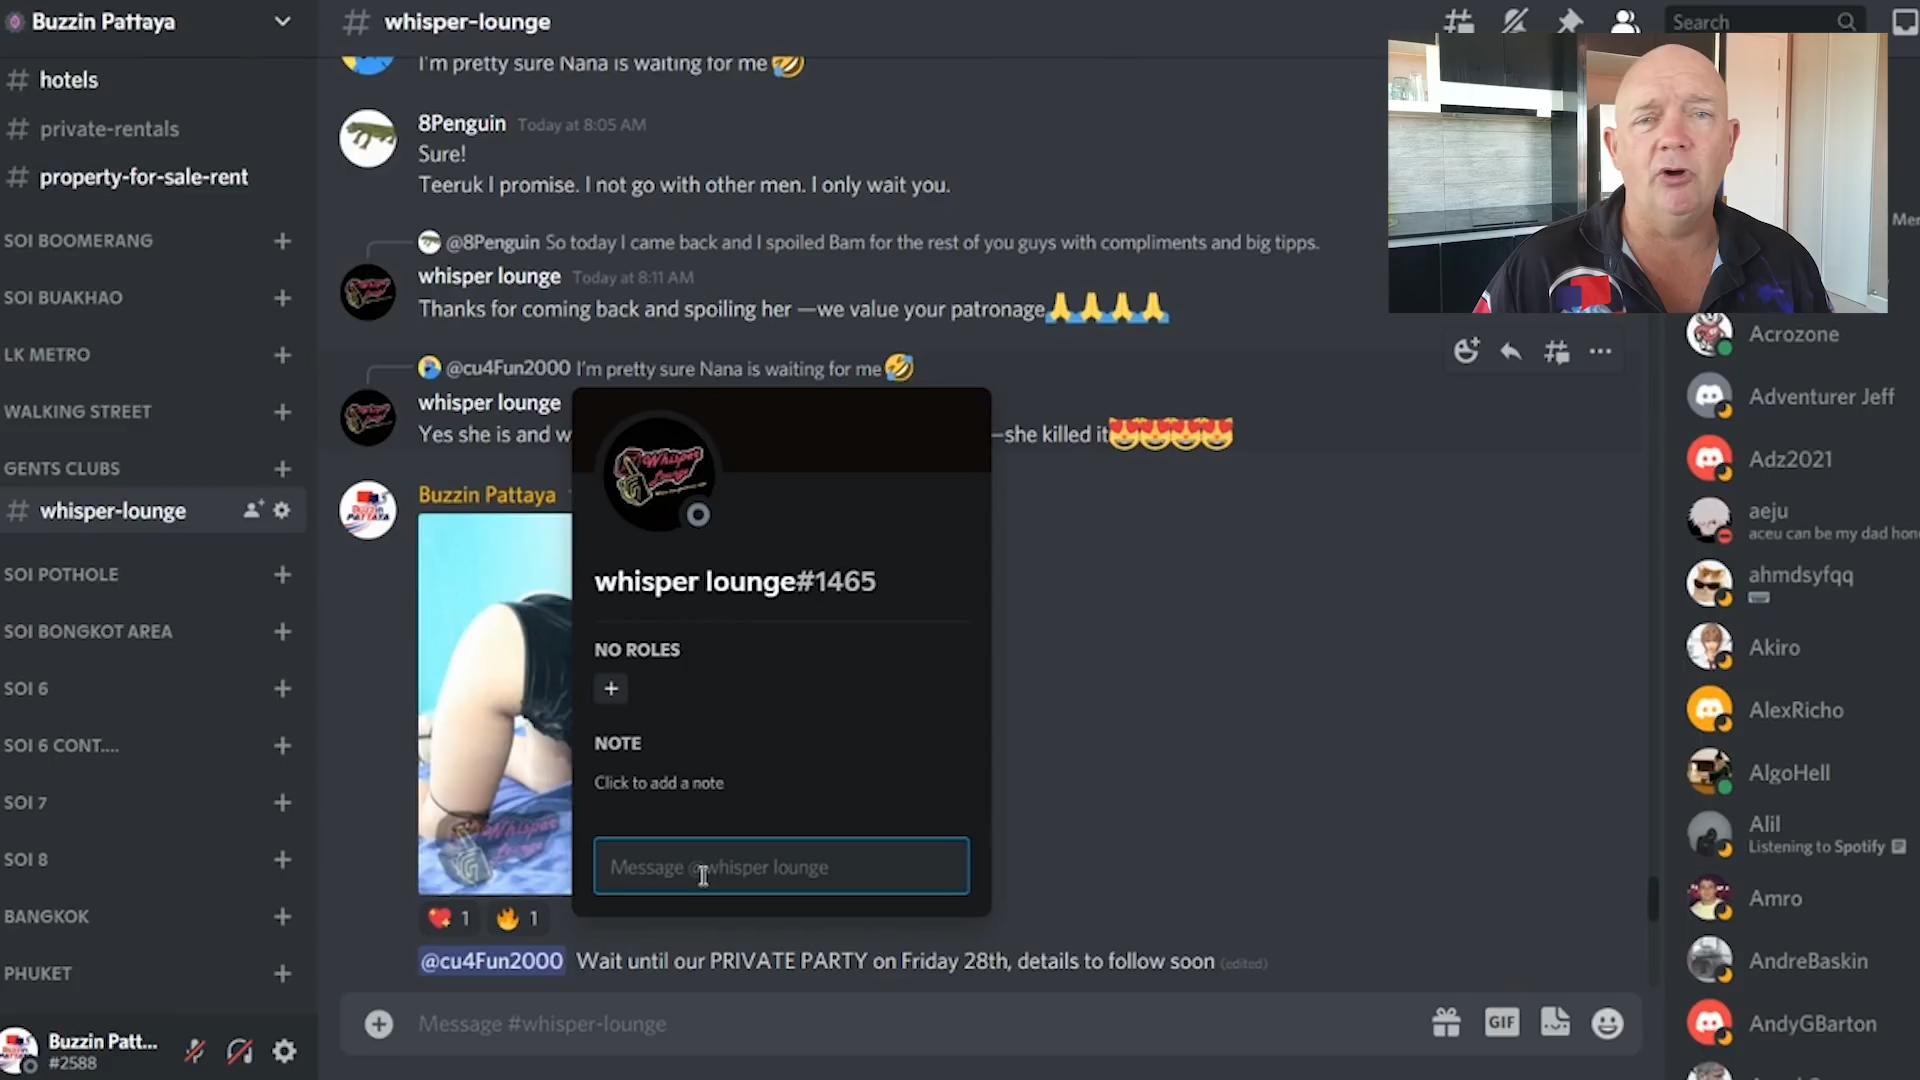 Buzzin Pattaya
hotels
private-rentals
property-for-sale-rent
SOI BOOMERANG
SOI BUAKHAO
LK METRO
WALKING STREET
GENTS CLUBS
whisper-lounge
SOI POTHOLE
SOI BONGKOT AREA
SOI 6
SOI 6 CONT....
SOI 7
SOI 8
BANGKOK
PHUKET
Buzzin Patt...
#2588
whisper-lounge
Search
I'm pretty sure Nana is waiting for me
8Penguin Today at 8:05 AM
Sure!
Teeruk I promise. I not go with other men. I only wait you.
@8Penguin So today I came back and I spoiled Bam for the rest of you guys with compliments and big tipps.
whisper lounge Today at 8:11 AM
Thanks for coming back and spoiling her —we value your patronage
@cu4Fun2000 I'm pretty sure Nana is waiting for me
whisper lounge
Yes she is and w
—she killed it
Buzzin Pattaya
Whisper
Lounge
whisper lounge#1465
NO ROLES
NOTE
Click to add a note
Message @whisper lounge
Whisper
Lounge
1
1
@cu4Fun2000 Wait until our PRIVATE PARTY on Friday 28th, details to follow soon (edited)
Message #whisper-lounge
GIF
Acrozone
Adventurer Jeff
Adz2021
aeju
aceu can be my dad hon
ahmdsyfqq
Akiro
AlexRicho
AlgoHell
Alil
Listening to Spotify
Amro
AndreBaskin
AndyGBarton